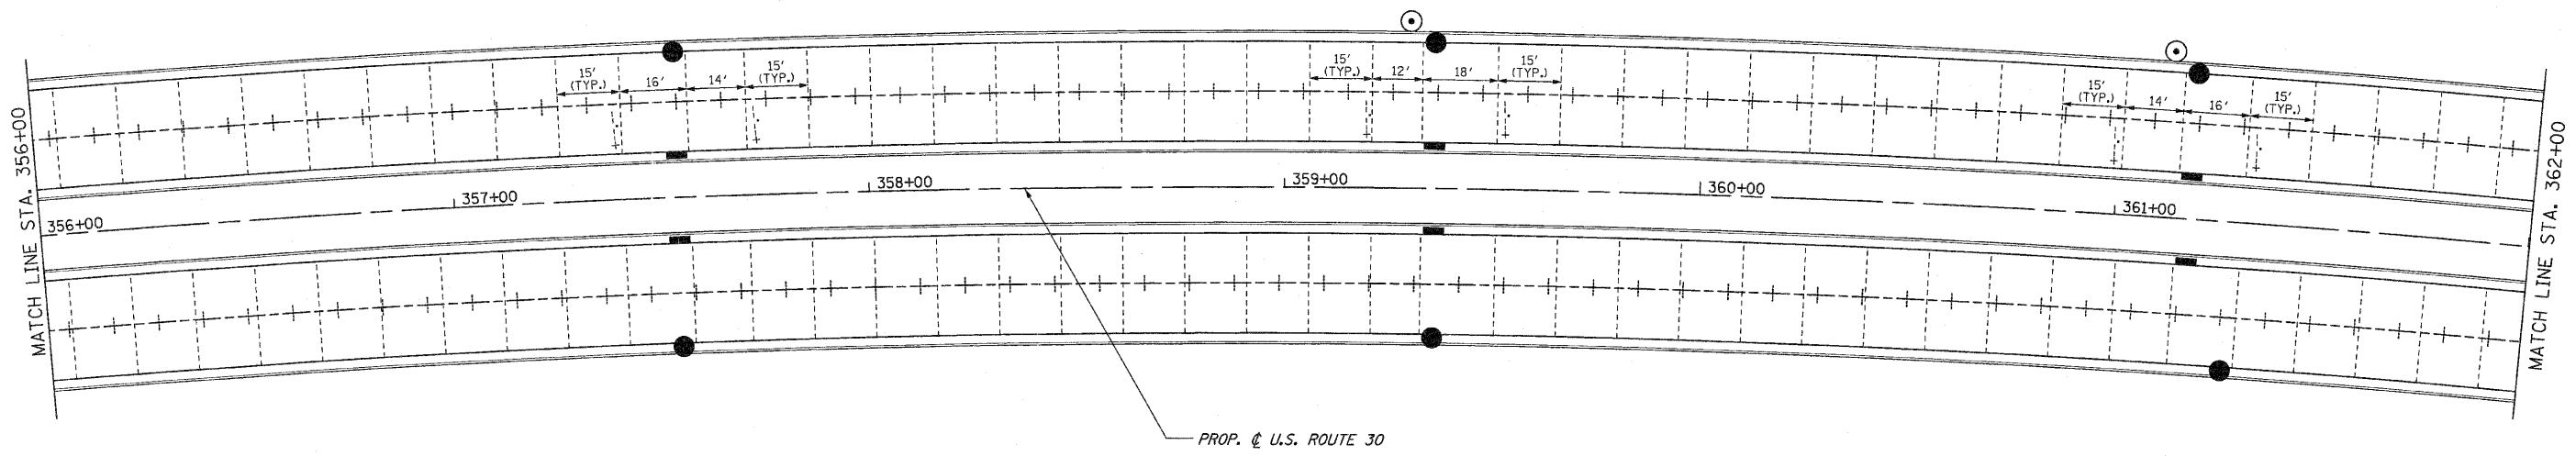 MATCH LINE STA. 356+00
15'
(TYP.)
16'
14'
15'
(TYP.)
15'
(TYP.)
12'
18'
15'
(TYP.)
15'
(TYP.)
14'
16'
15'
(TYP.)
356+00
357+00
358+00
359+00
360+00
361+00
MATCH LINE STA. 362+00
PROP. ℄ U.S. ROUTE 30